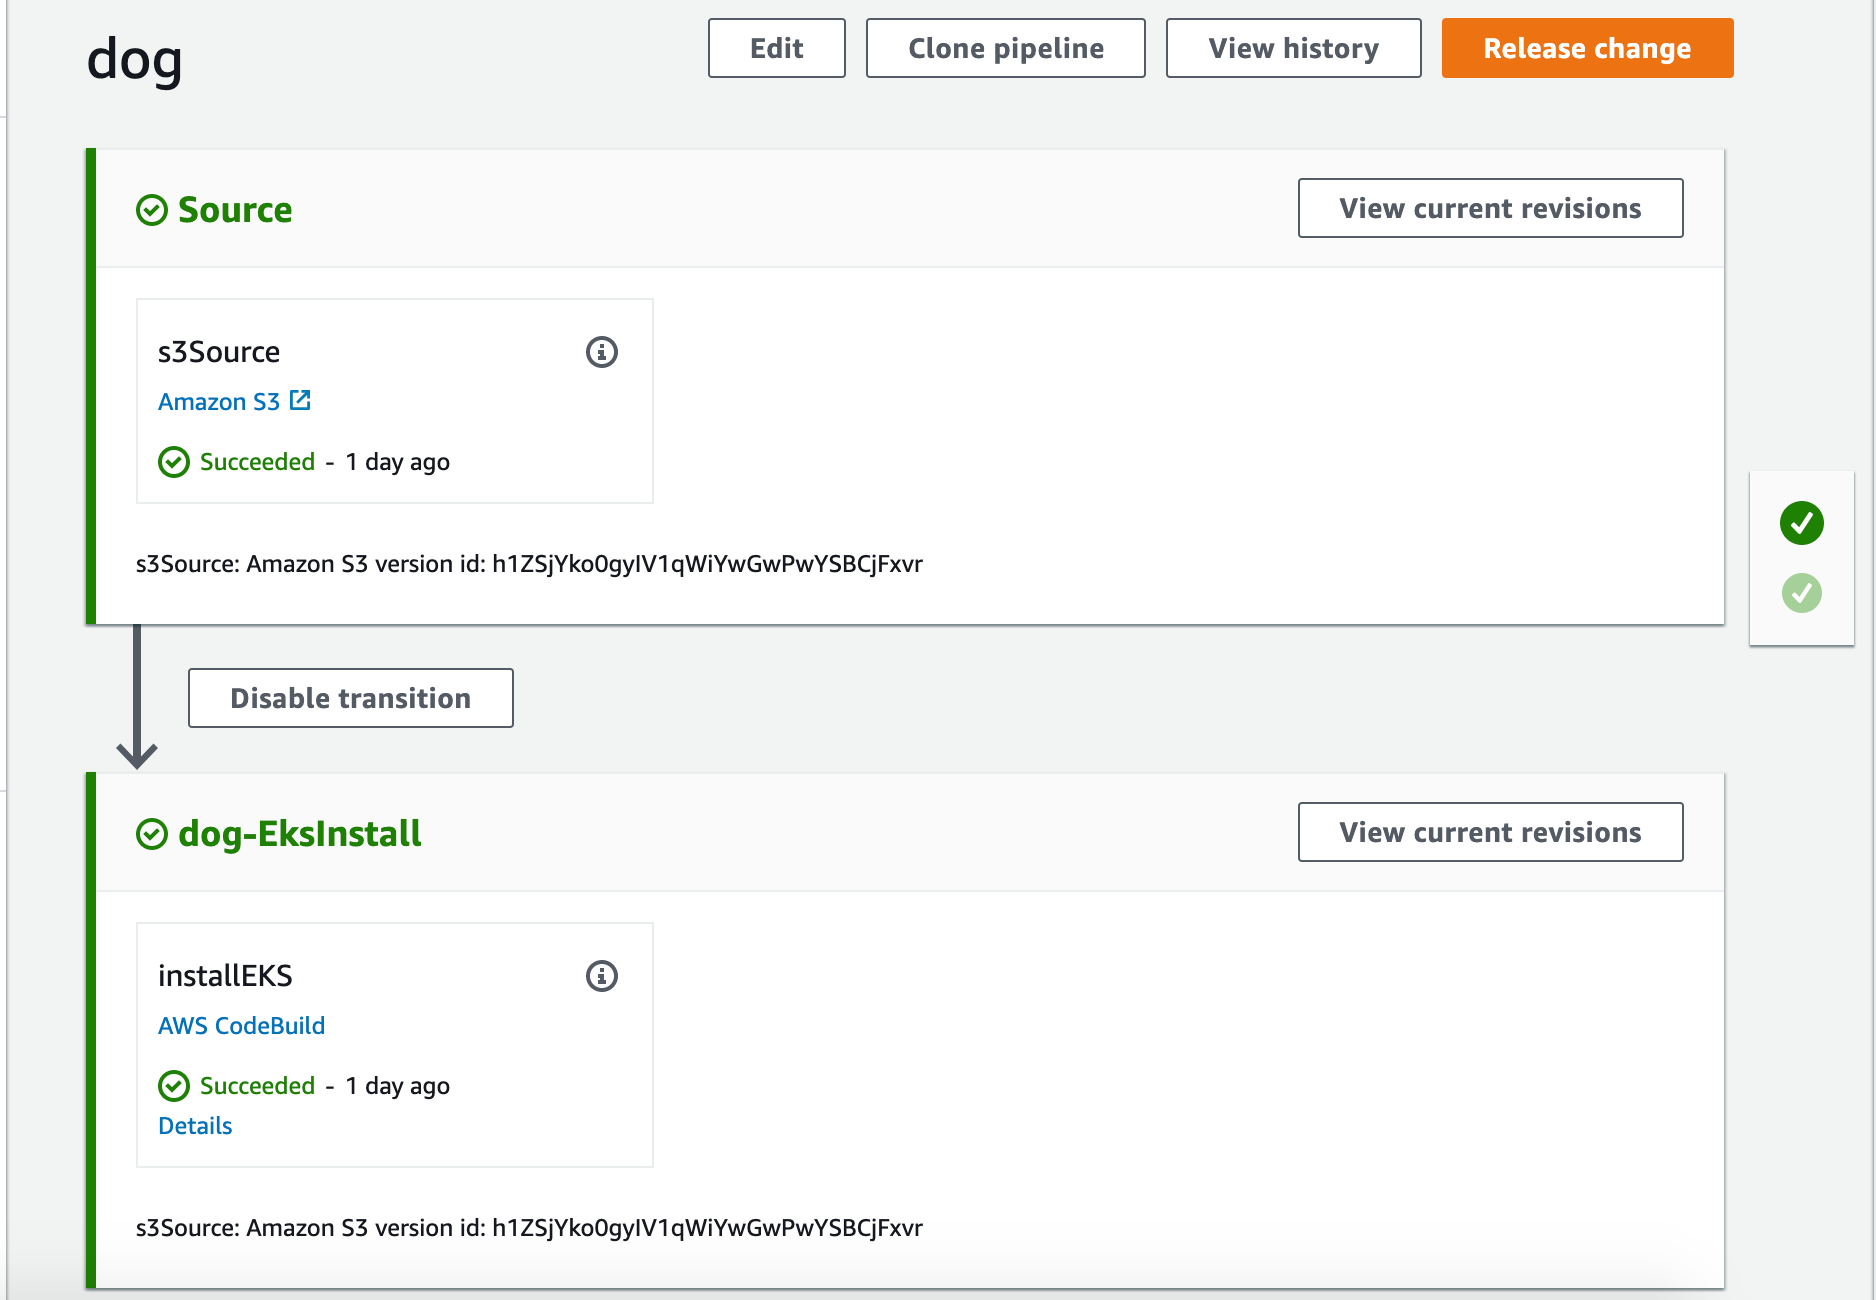 dog
Edit
Clone pipeline
View history
Release change
Source
View current revisions
s3Source
Amazon S3
Succeeded - 1 day ago
s3Source: Amazon S3 version id: h1ZSjYko0gyIV1qWiYwGwPwYSBCjFxvr
Disable transition
dog-EksInstall
View current revisions
installEKS
AWS CodeBuild
Succeeded - 1 day ago
Details
s3Source: Amazon S3 version id: h1ZSjYko0gyIV1qWiYwGwPwYSBCjFxvr